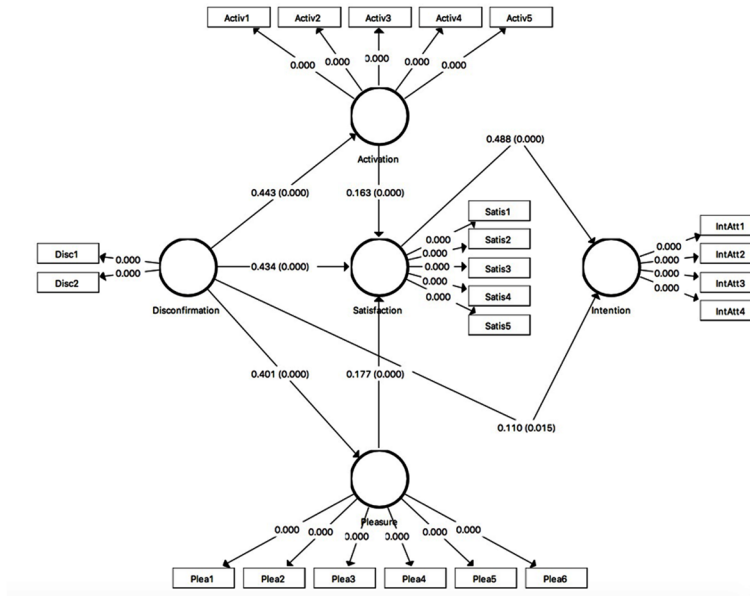 Activ1 Activ2 Activ3 Activ4 Activ5
0.000 0.000 0.000 0.000 0.000
Activation
0.488 (0.000)
0.443 (0.000) 0.163 (0.000)
Satis1
Satis2
Satis3
Satis4
Satis5
0.000
0.000
0.000
0.000
0.000
IntAtt1
IntAtt2
IntAtt3
IntAtt4
0.000
0.000
0.000
0.000
Disc1 0.000
Disc2 0.000
0.434 (0.000)
Disconfirmation Satisfaction Intention
0.401 (0.000) 0.177 (0.000)
0.110 (0.015)
Pleasure
0.000 0.000 0.000 0.000 0.000 0.000
Plea1 Plea2 Plea3 Plea4 Plea5 Plea6